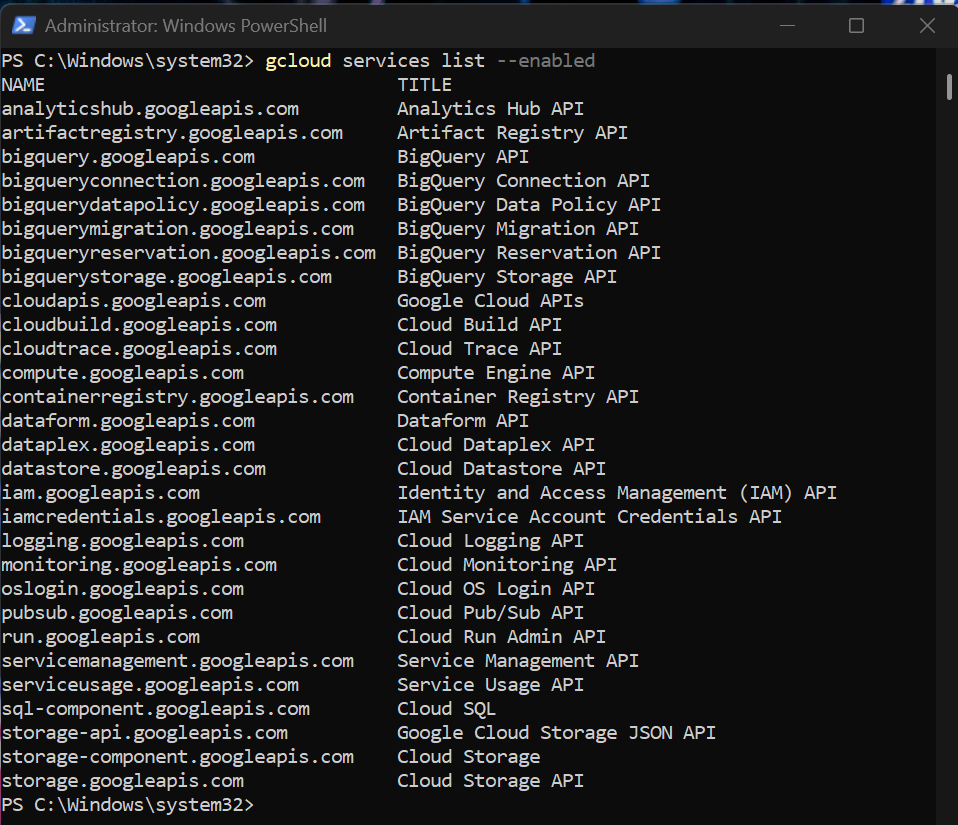 Administrator: Windows PowerShell
PS C:\Windows\system32> gcloud services list --enabled
NAME TITLE
analyticshub.googleapis.com Analytics Hub API
artifactregistry.googleapis.com Artifact Registry API
bigquery.googleapis.com BigQuery API
bigqueryconnection.googleapis.com BigQuery Connection API
bigquerydatapolicy.googleapis.com BigQuery Data Policy API
bigquerymigration.googleapis.com BigQuery Migration API
bigqueryreservation.googleapis.com BigQuery Reservation API
bigquerystorage.googleapis.com BigQuery Storage API
cloudapis.googleapis.com Google Cloud APIs
cloudbuild.googleapis.com Cloud Build API
cloudtrace.googleapis.com Cloud Trace API
compute.googleapis.com Compute Engine API
containerregistry.googleapis.com Container Registry API
dataform.googleapis.com Dataform API
dataplex.googleapis.com Cloud Dataplex API
datastore.googleapis.com Cloud Datastore API
iam.googleapis.com Identity and Access Management (IAM) API
iamcredentials.googleapis.com IAM Service Account Credentials API
logging.googleapis.com Cloud Logging API
monitoring.googleapis.com Cloud Monitoring API
oslogin.googleapis.com Cloud OS Login API
pubsub.googleapis.com Cloud Pub/Sub API
run.googleapis.com Cloud Run Admin API
servicemanagement.googleapis.com Service Management API
serviceusage.googleapis.com Service Usage API
sql-component.googleapis.com Cloud SQL
storage-api.googleapis.com Google Cloud Storage JSON API
storage-component.googleapis.com Cloud Storage
storage.googleapis.com Cloud Storage API
PS C:\Windows\system32>